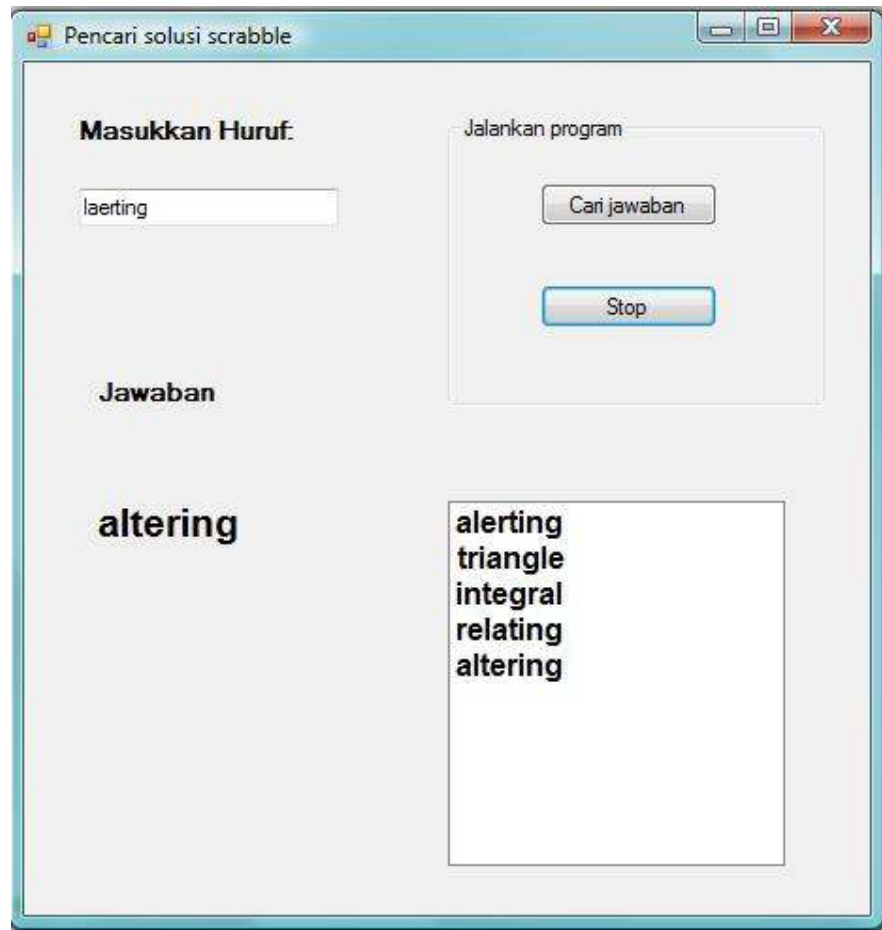 Pencari solusi scrabble
Masukkan Huruf:
Jalankan program
laerting
Cari jawaban
Stop
Jawaban
altering
alerting
triangle
integral
relating
altering